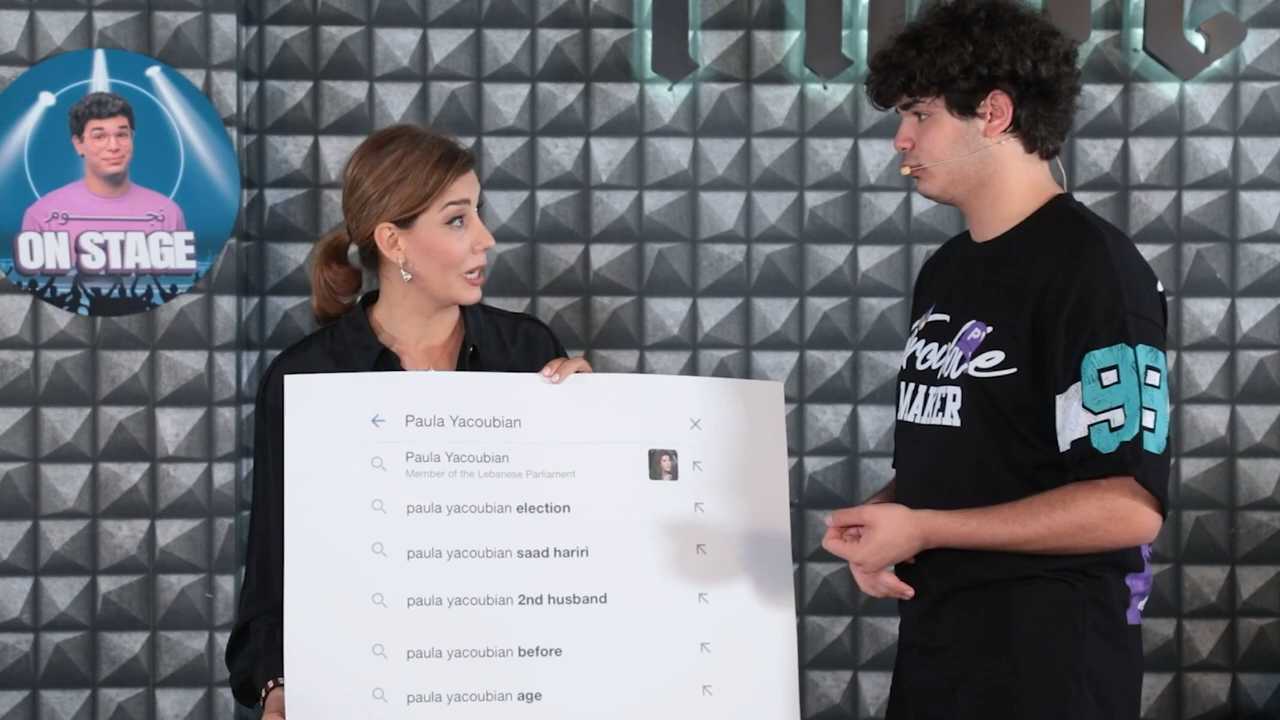 نجوم
ON STAGE
Paula Yacoubian
Paula Yacoubian
Member of the Lebanese Parliament
paula yacoubian election
paula yacoubian saad hariri
paula yacoubian 2nd husband
paula yacoubian before
paula yacoubian age
MAKER
99